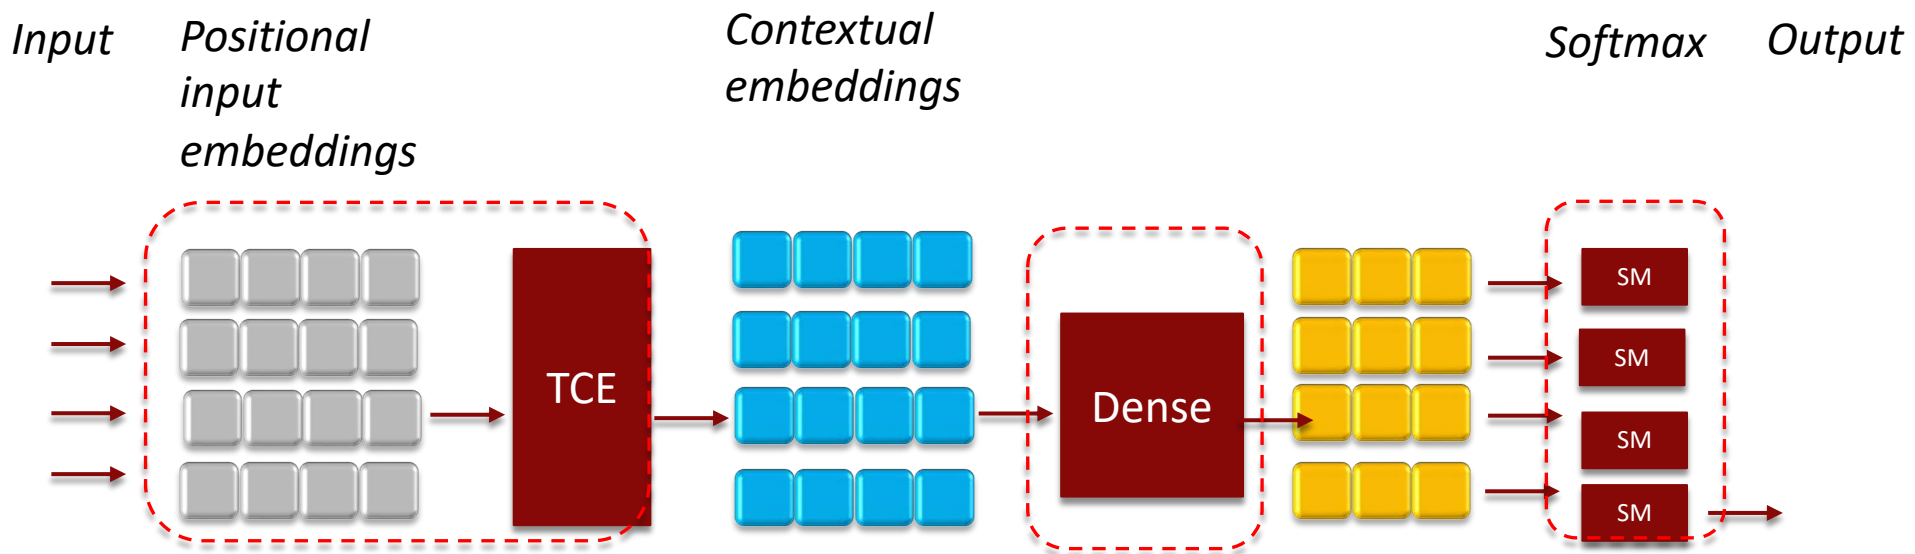 Input
Positional
input
embeddings
Contextual
embeddings
Softmax
Output
TCE
Dense
SM
SM
SM
SM